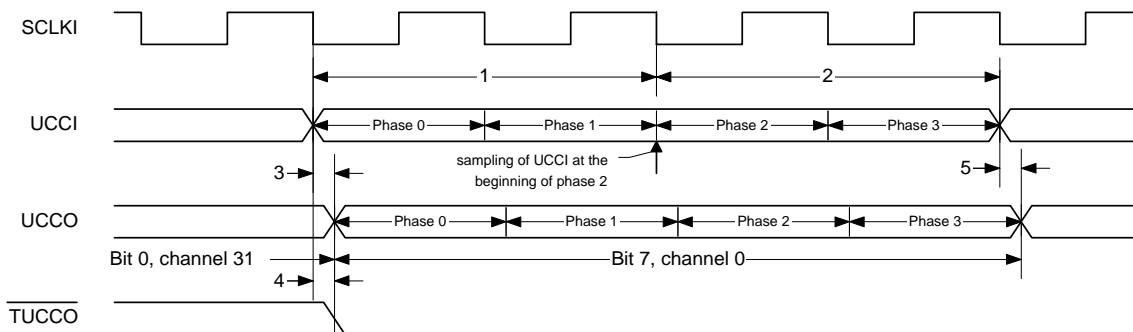 SCLKI
1
2
UCCI
Phase 0
Phase 1
Phase 2
Phase 3
sampling of UCCI at the
beginning of phase 2
3
5
UCCO
Phase 0
Phase 1
Phase 2
Phase 3
Bit 0, channel 31
Bit 7, channel 0
4
TUCCO